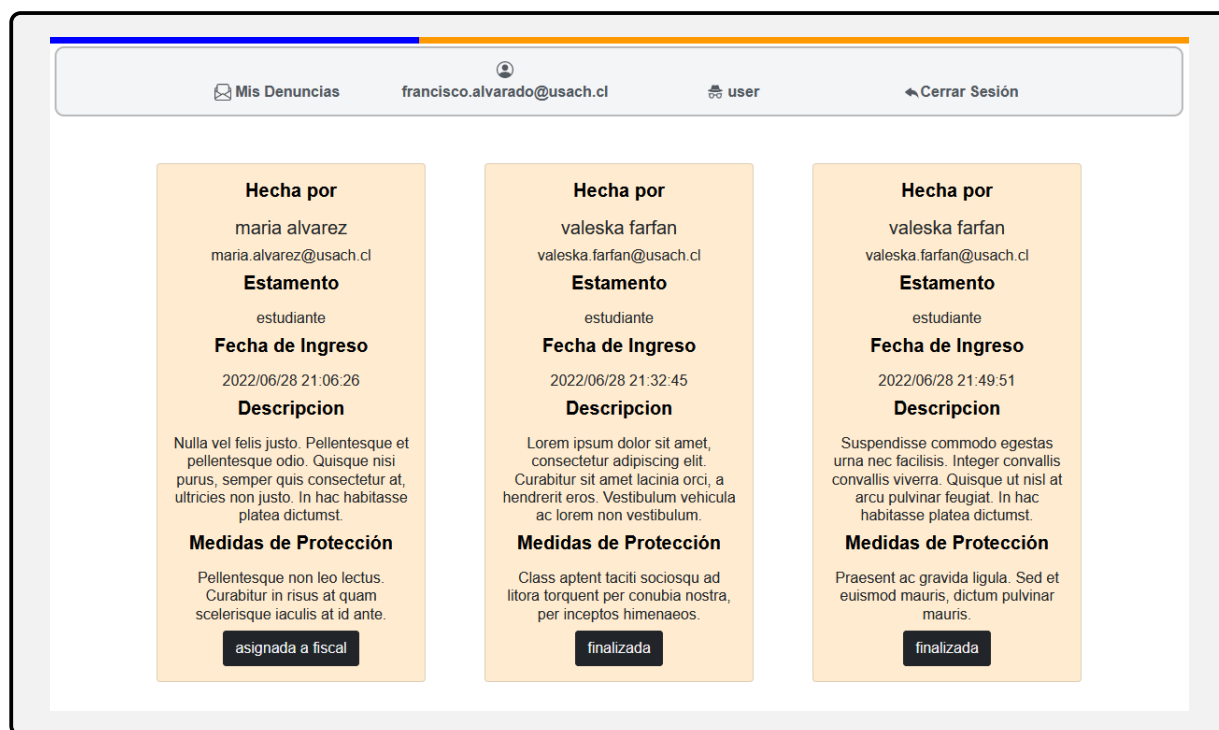 Mis Denuncias
francisco.alvarado@usach.cl
user
Cerrar Sesión
Hecha por
maria alvarez
maria.alvarez@usach.cl
Estamento
estudiante
Fecha de Ingreso
2022/06/28 21:06:26
Descripcion
Nulla vel felis justo. Pellentesque et
pellentesque odio. Quisque nisi
purus, semper quis consectetur at,
ultricies non justo. In hac habitasse
platea dictumst.
Medidas de Protección
Pellentesque non leo lectus.
Curabitur in risus at quam
scelerisque iaculis at id ante.
asignada a fiscal
Hecha por
valeska farfan
valeska.farfan@usach.cl
Estamento
estudiante
Fecha de Ingreso
2022/06/28 21:32:45
Descripcion
Lorem ipsum dolor sit amet,
consectetur adipiscing elit.
Curabitur sit amet lacinia orci, a
hendrerit eros. Vestibulum vehicula
ac lorem non vestibulum.
Medidas de Protección
Class aptent taciti sociosqu ad
litora torquent per conubia nostra,
per inceptos himenaeos.
finalizada
Hecha por
valeska farfan
valeska.farfan@usach.cl
Estamento
estudiante
Fecha de Ingreso
2022/06/28 21:49:51
Descripcion
Suspendisse commodo egestas
urna nec facilisis. Integer convallis
convallis viverra. Quisque ut nisl at
arcu pulvinar feugiat. In hac
habitasse platea dictumst.
Medidas de Protección
Praesent ac gravida ligula. Sed et
euismod mauris, dictum pulvinar
mauris.
finalizada